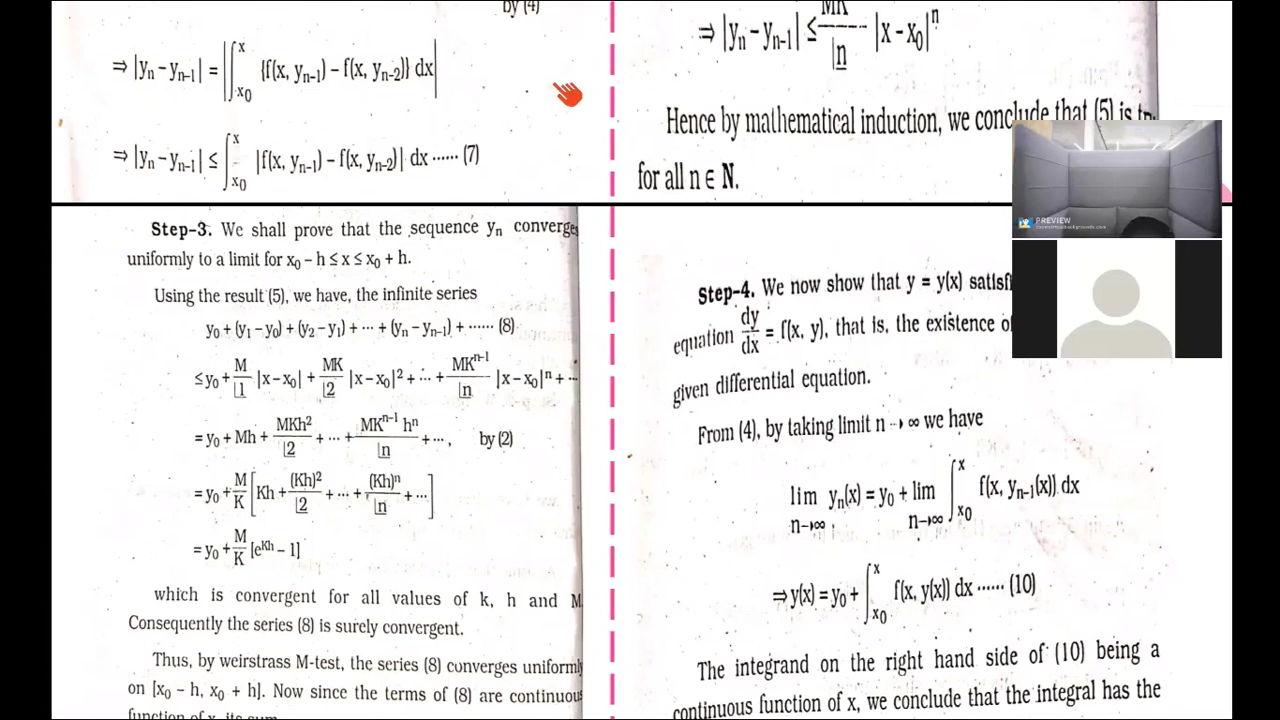 by (4)
⇒ |yₙ – yₙ₋₁| = |∫ₓ₀ˣ {f(x, yₙ₋₁) – f(x, yₙ₋₂)} dx|
⇒ |yₙ – yₙ₋₁| ≤ ∫ₓ₀ˣ |f(x, yₙ₋₁) – f(x, yₙ₋₂)| dx ...... (7)
⇒ |yₙ – yₙ₋₁| ≤ MK / |n |x – x₀|ⁿ
Hence by mathematical induction, we conclude that (5) is
for all n ∈ N.
Step–3. We shall prove that the sequence yₙ converges
uniformly to a limit for x₀ – h ≤ x ≤ x₀ + h.
Using the result (5), we have, the infinite series
y₀ + (y₁ – y₀) + (y₂ – y₁) + ... + (yₙ – yₙ₋₁) + ...... (8)
≤ y₀ + M/|1 |x – x₀| + MK/|2 |x – x₀|² + ... + MKⁿ⁻¹/|n |x – x₀|ⁿ + ...
= y₀ + Mh + MKh²/|2 + ... + MKⁿ⁻¹ hⁿ/|n + ..., by (2)
= y₀ + M/K [Kh + (Kh)²/|2 + ... + (Kh)ⁿ/|n + ...]
= y₀ + M/K [eᴷʰ – 1]
which is convergent for all values of k, h and M.
Consequently the series (8) is surely convergent.
Thus, by weirstrass M-test, the series (8) converges uniformly
on [x₀ – h, x₀ + h]. Now since the terms of (8) are continuous
function of x, its sum
Step–4. We now show that y = y(x)
equation dy/dx = f(x, y), that is, the existence
given differential equation.
From (4), by taking limit n → ∞ we have
lim n→∞ yₙ(x) = y₀ + lim n→∞ ∫ₓ₀ˣ f(x, yₙ₋₁(x)) dx
⇒ y(x) = y₀ + ∫ₓ₀ˣ f(x, y(x)) dx ...... (10)
The integrand on the right hand side of (10) being a
continuous function of x, we conclude that the integral has the
PREVIEW